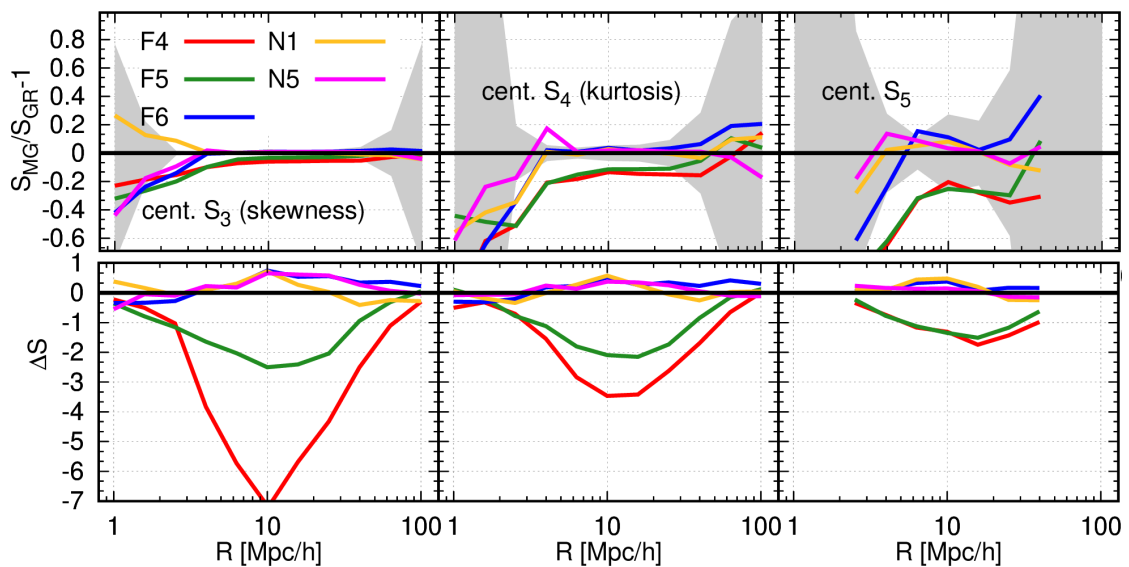 S_MG/S_GR-1
0.8
0.6
0.4
0.2
0
-0.2
-0.4
-0.6
F4 N1
F5 N5
F6
cent. S_3 (skewness)
cent. S_4 (kurtosis)
cent. S_5
ΔS
1
0
-1
-2
-3
-4
-5
-6
-7
1 10 100
1 10 100
1 10 100
R [Mpc/h]
R [Mpc/h]
R [Mpc/h]